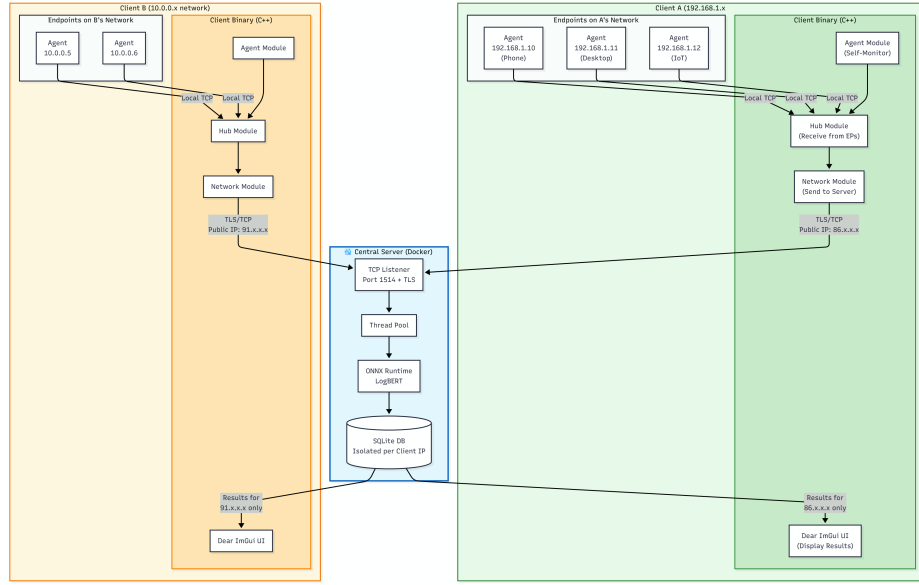 Client B (10.0.0.x network)
Endpoints on B's Network
Agent
10.0.0.5
Agent
10.0.0.6
Client Binary (C++)
Agent Module
Local TCP
Local TCP
Hub Module
Network Module
TLS/TCP
Public IP: 91.x.x.x
Client A (192.168.1.x
Endpoints on A's Network
Agent
192.168.1.10
(Phone)
Agent
192.168.1.11
(Desktop)
Agent
192.168.1.12
(IoT)
Client Binary (C++)
Agent Module
(Self-Monitor)
Local TCP
Local TCP
Local TCP
Hub Module
(Receive from EPs)
Network Module
(Send to Server)
TLS/TCP
Public IP: 86.x.x.x
Central Server (Docker)
TCP Listener
Port 1514 + TLS
Thread Pool
ONNX Runtime
LogBERT
SQLite DB
Isolated per Client IP
Results for
91.x.x.x only
Dear ImGui UI
Results for
86.x.x.x only
Dear ImGui UI
(Display Results)